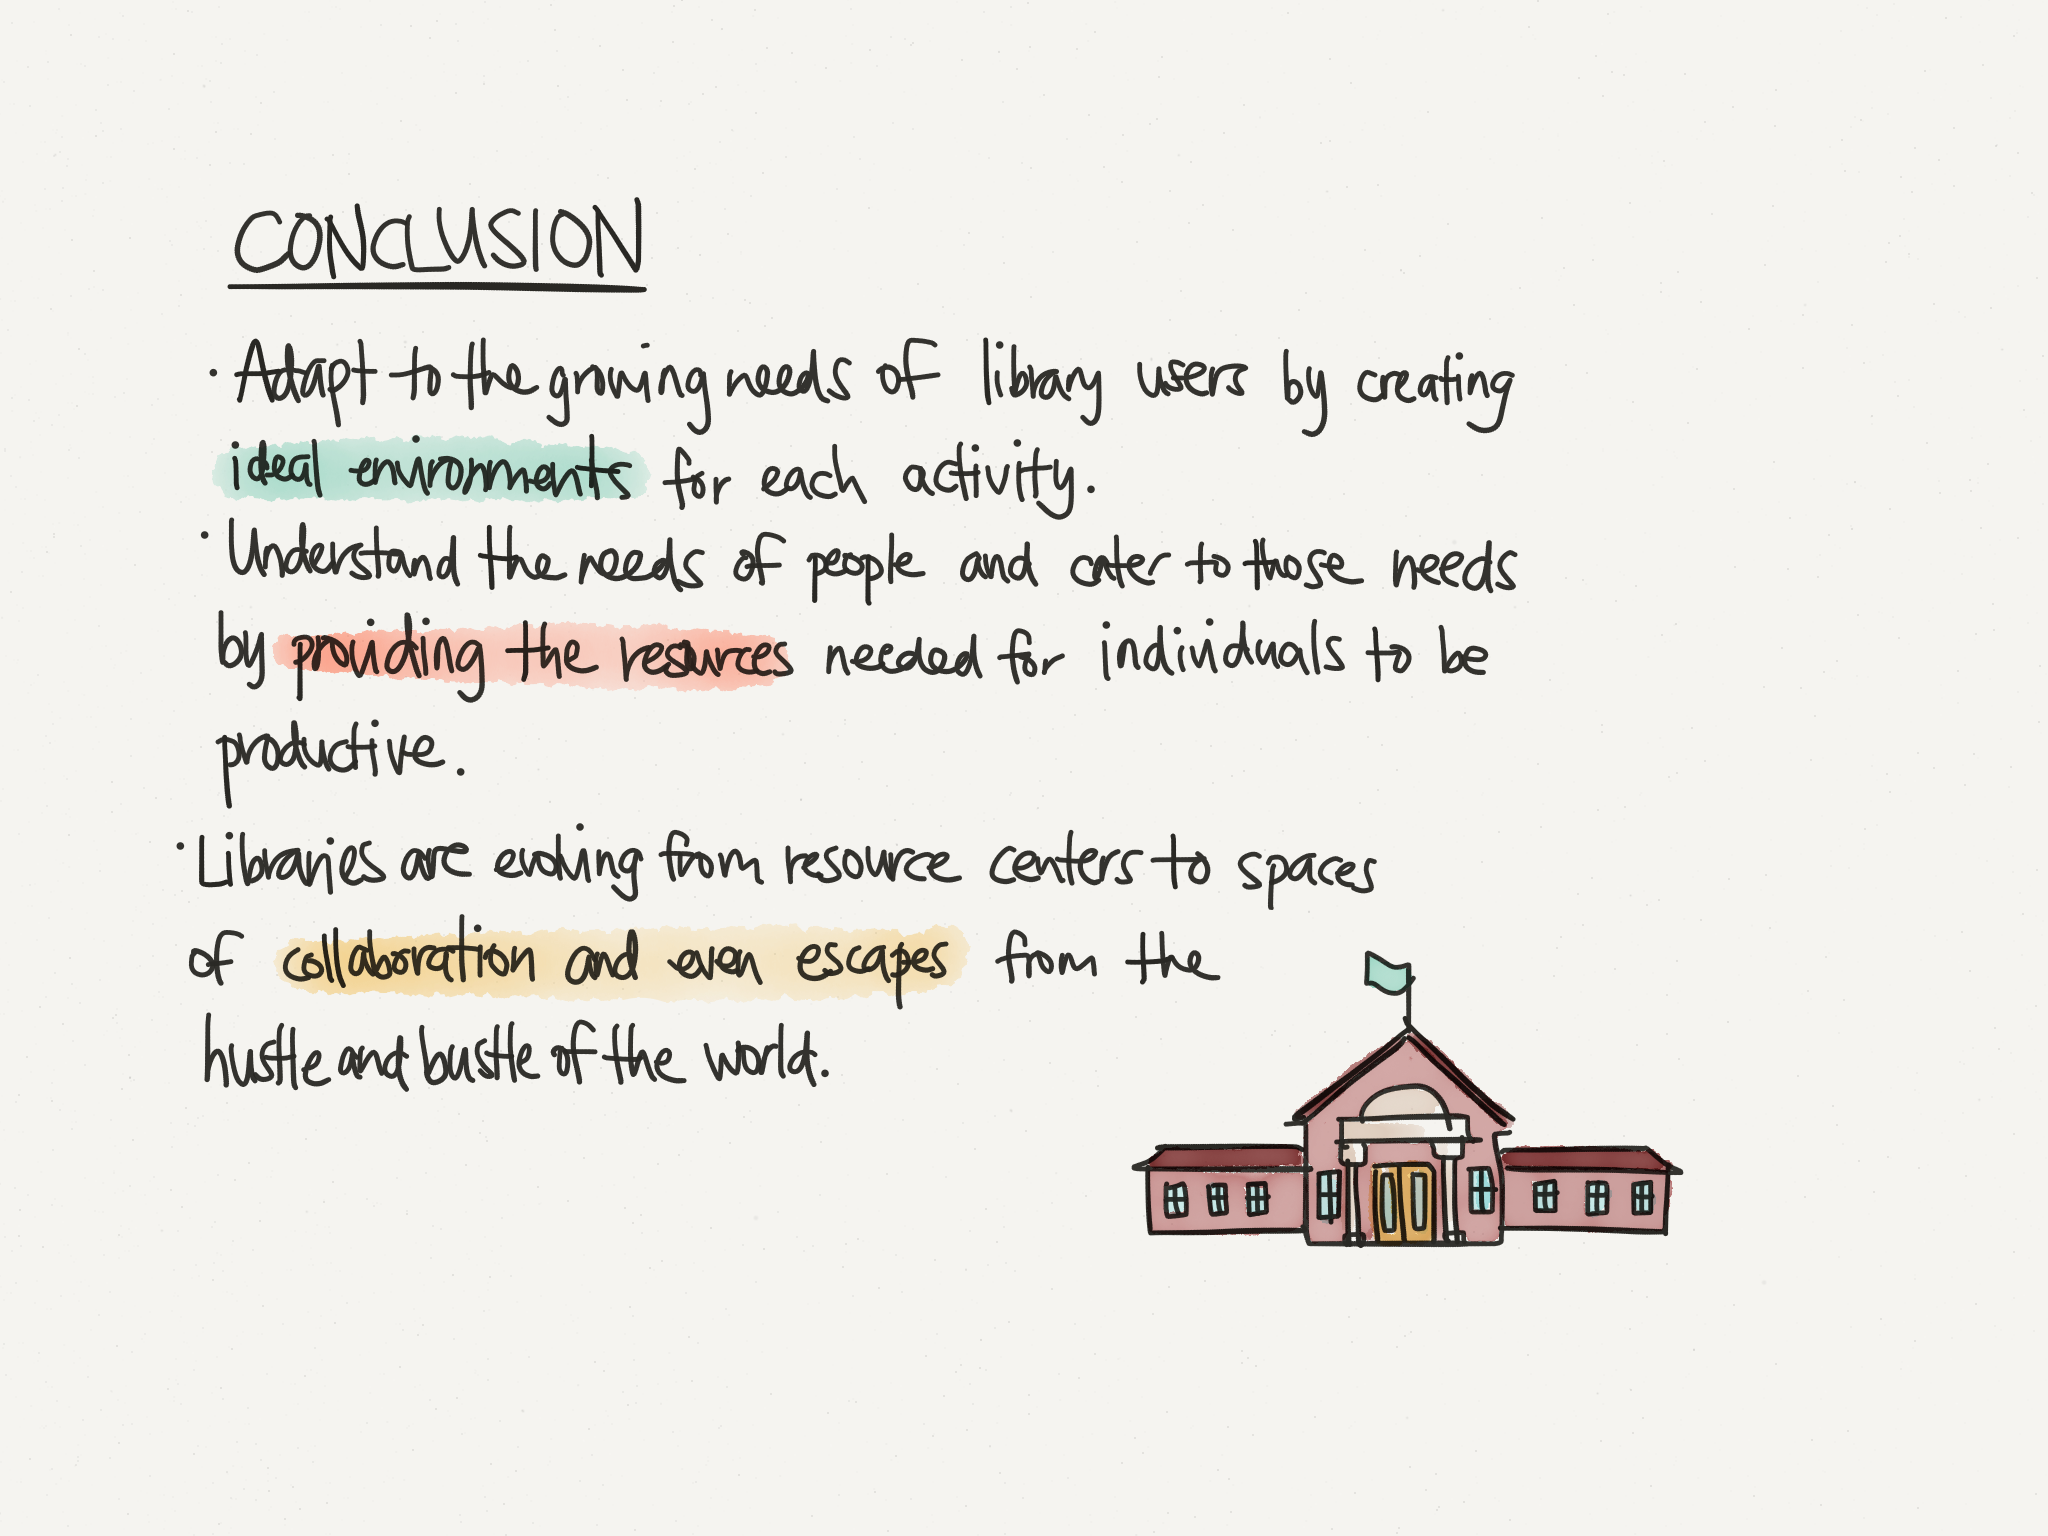 CONCLUSION
· Adapt to the growing needs of library users by creating
ideal environments for each activity.
· Understand the needs of people and cater to those needs
by providing the resources needed for individuals to be
productive.
· Libraries are evolving from resource centers to spaces
of collaboration and even escapes from the
hustle and bustle of the world.